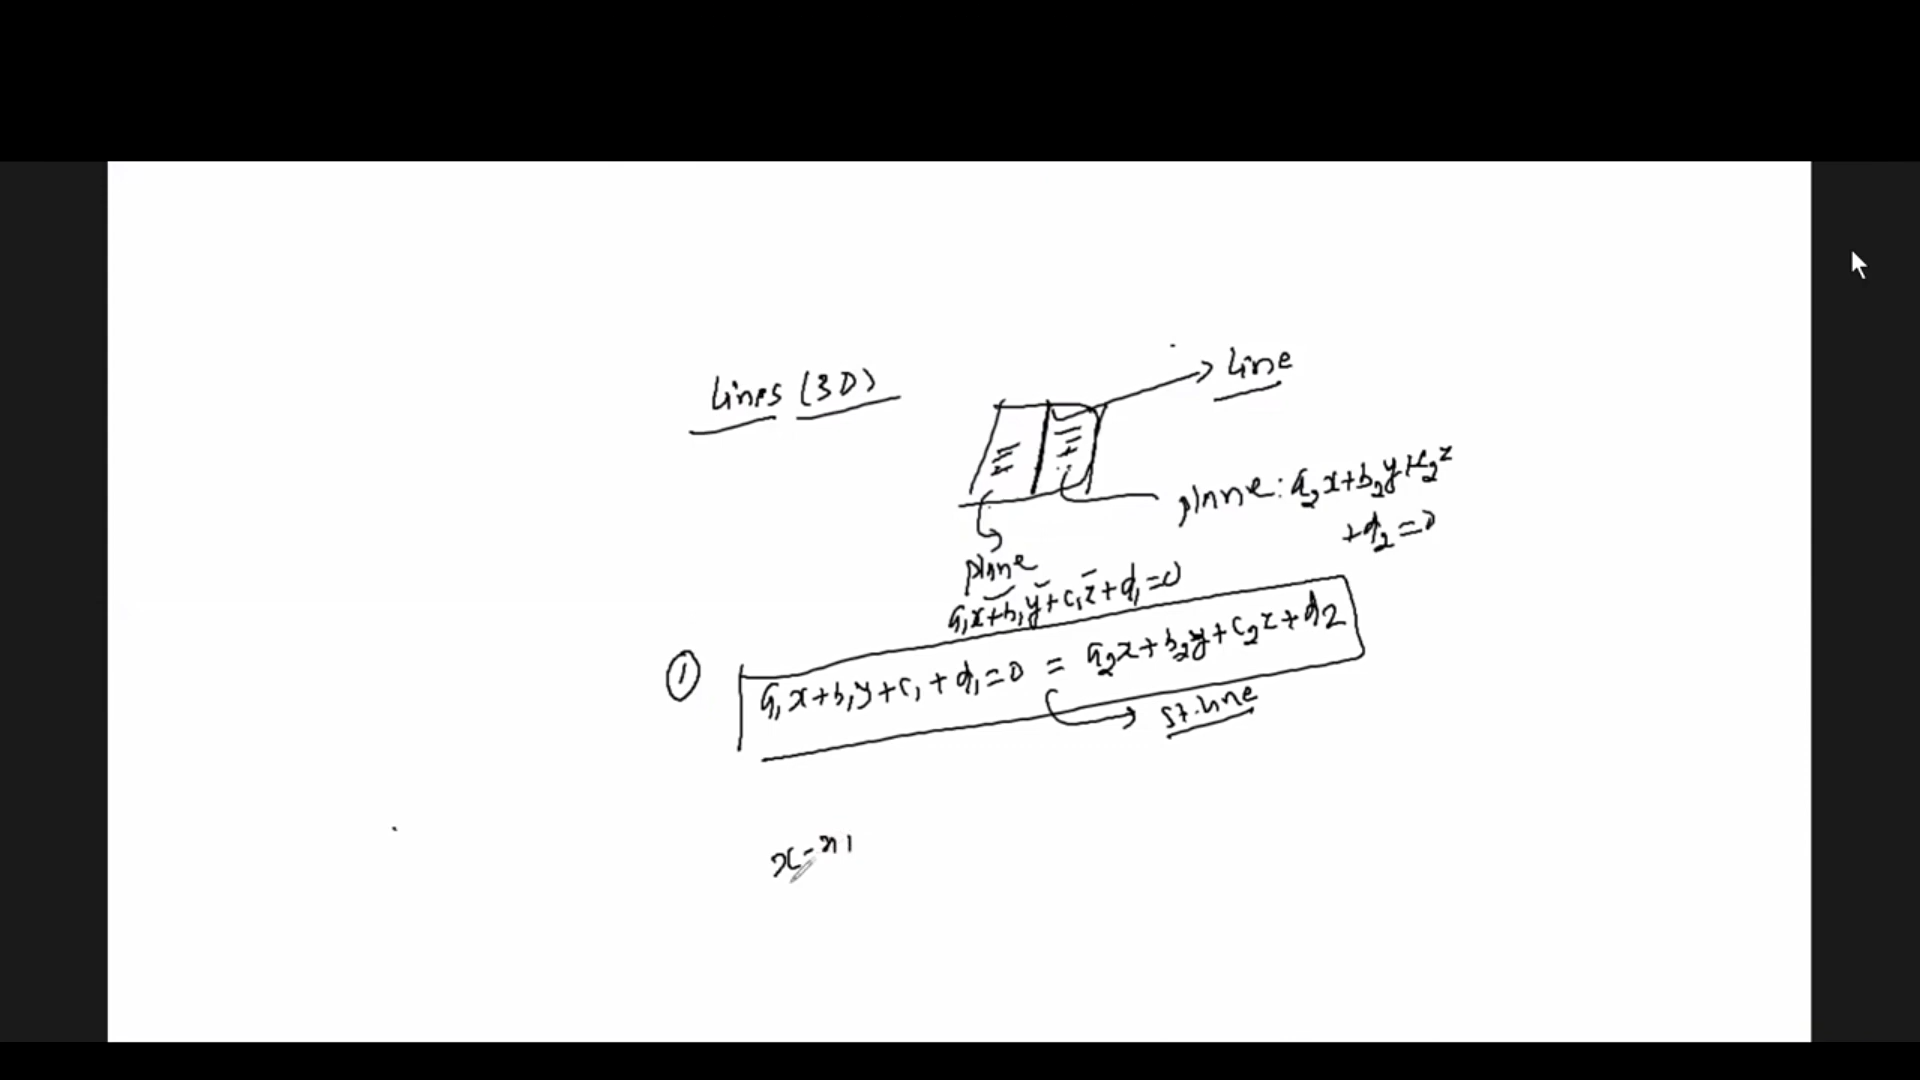 Lines (3D)
Line
plane: a₂x+b₂y+c₂z
+d₂=0
plane
a₁x+b₁y+c₁z+d₁=0
① a₁x+b₁y+c₁+d₁=0 = a₂x+b₂y+c₂z+d₂
st.line
x-x1